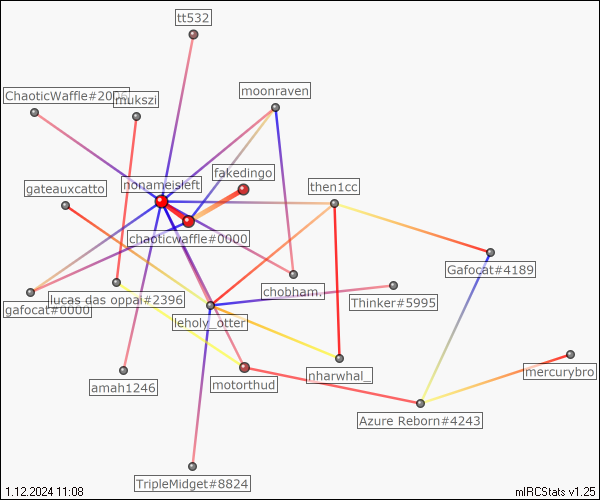 tt532
ChaoticWaffle#20
mukszi
moonraven
fakedingo
nonameisleft
gateauxcatto
then1cc
chaoticwaffle#0000
Gafocat#4189
chobham.
gafocat#0000
lucas das oppai#2396
Thinker#5995
leholy_otter
amah1246
motorthud
nharwhal_
mercurybro
Azure Reborn#4243
TripleMidget#8824
1.12.2024 11:08
mIRCStats v1.25